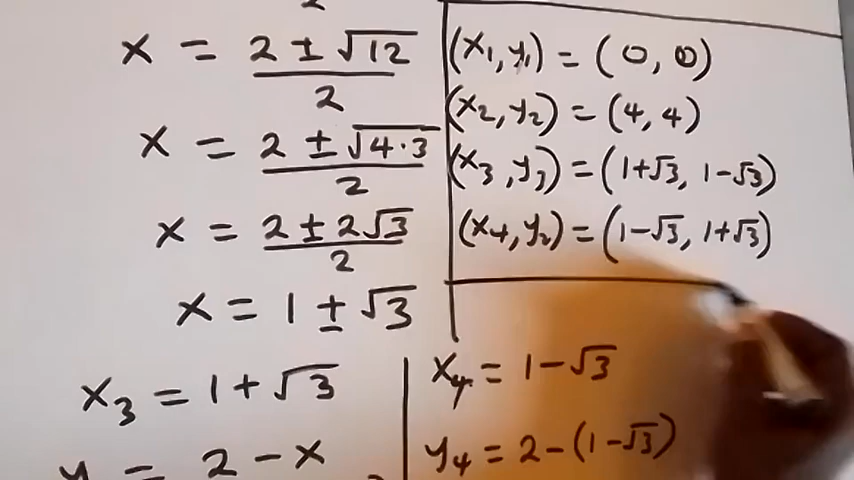 x = (2 ± √12)/2
x = (2 ± √(4·3))/2
x = (2 ± 2√3)/2
x = 1 ± √3
x₃ = 1 + √3
y = 2 - x
(x₁, y₁) = (0, 0)
(x₂, y₂) = (4, 4)
(x₃, y₃) = (1+√3, 1-√3)
(x₄, y₂) = (1-√3, 1+√3)
x₄ = 1 - √3
y₄ = 2 - (1 - √3)